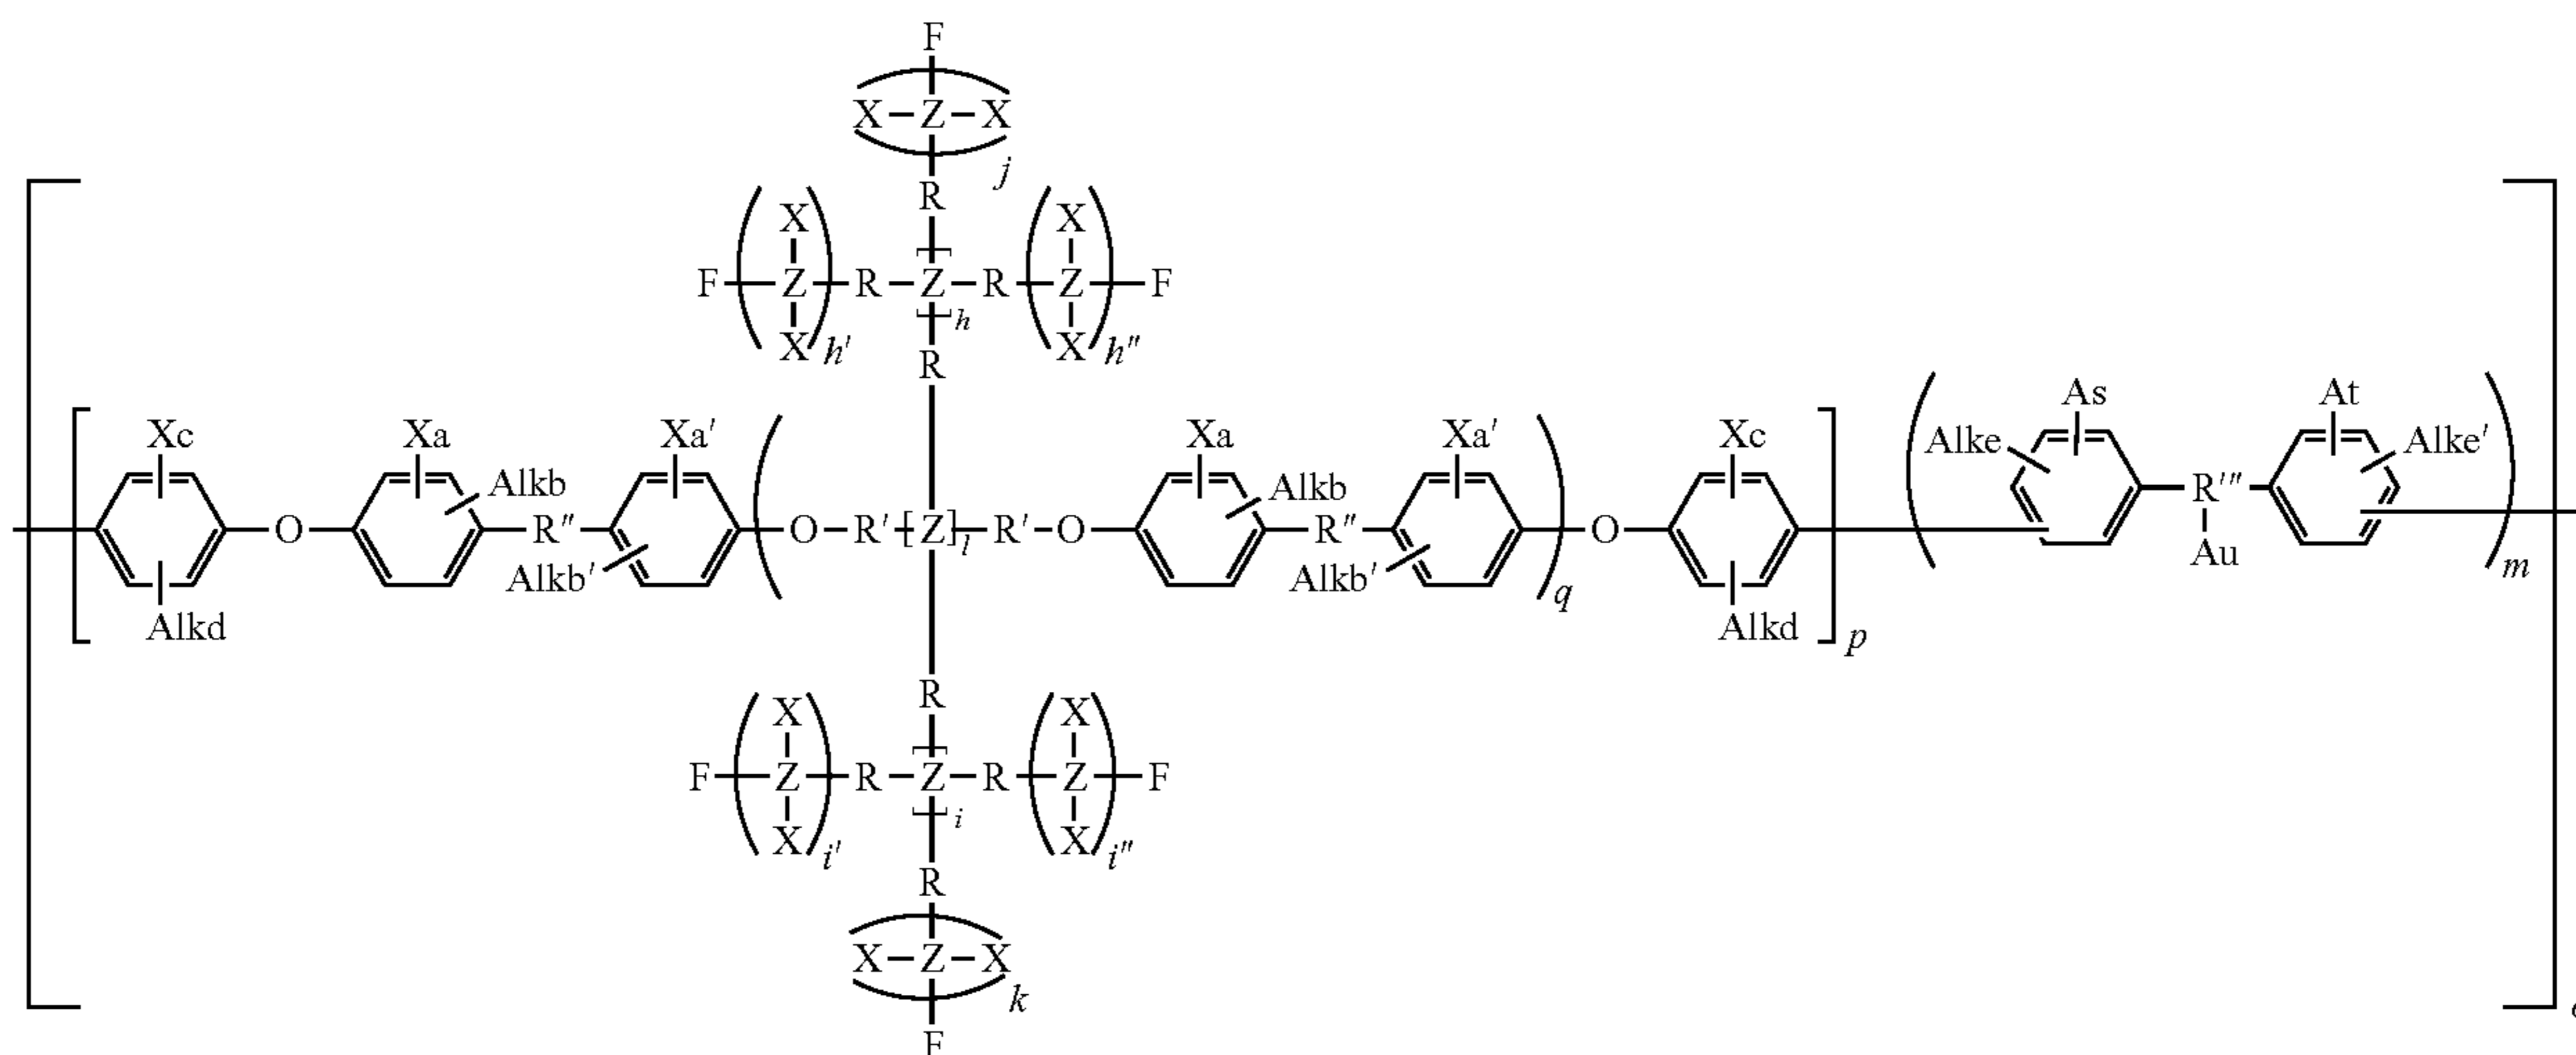 F
X Z X
j
R
X X
F Z R Z R Z F
h
X h' X h"
R
As At
Alke Alke'
Xc Xa Xa' Xa Xa' Xc
Alkb Alkb
R'"
O R" O R' [Z] l R' O R" O
Au
m
Alkb' Alkb' q
Alkd Alkd p
R
X X
F Z R Z R Z F
i
X i' X i"
R
X Z X
k
F